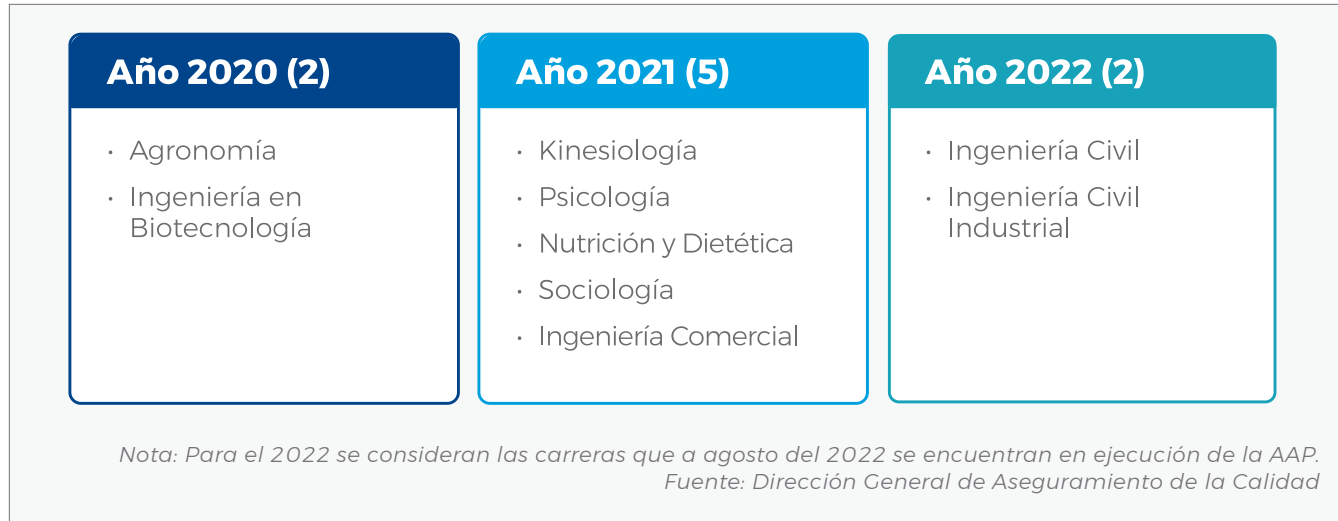 Año 2020 (2)
· Agronomía
· Ingeniería en
Biotecnología
Año 2021 (5)
· Kinesiología
· Psicología
· Nutrición y Dietética
· Sociología
· Ingeniería Comercial
Año 2022 (2)
· Ingeniería Civil
· Ingeniería Civil
Industrial
Nota: Para el 2022 se consideran las carreras que a agosto del 2022 se encuentran en ejecución de la AAP.
Fuente: Dirección General de Aseguramiento de la Calidad